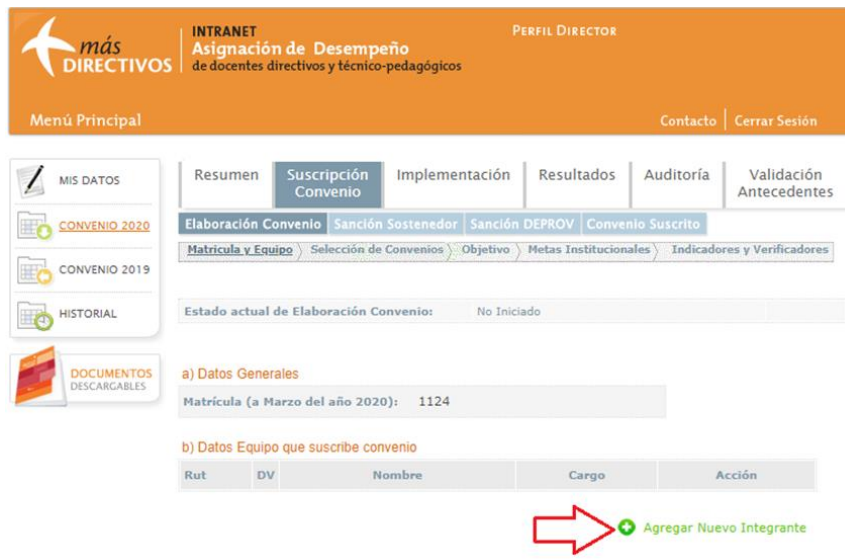 más
DIRECTIVOS
INTRANET
Asignación de Desempeño
de docentes directivos y técnico-pedagógicos
PERFIL DIRECTOR
Menú Principal
Contacto
Cerrar Sesión
MIS DATOS
CONVENIO 2020
CONVENIO 2019
HISTORIAL
DOCUMENTOS
DESCARGABLES
Resumen
Suscripción
Convenio
Implementación
Resultados
Auditoría
Validación
Antecedentes
Elaboración Convenio
Sanción Sostenedor
Sanción DEPROV
Convenio Suscrito
Matricula y Equipo
Selección de Convenios
Objetivo
Metas Institucionales
Indicadores y Verificadores
Estado actual de Elaboración Convenio: No Iniciado
a) Datos Generales
Matrícula (a Marzo del año 2020): 1124
b) Datos Equipo que suscribe convenio
Rut DV Nombre Cargo Acción
Agregar Nuevo Integrante